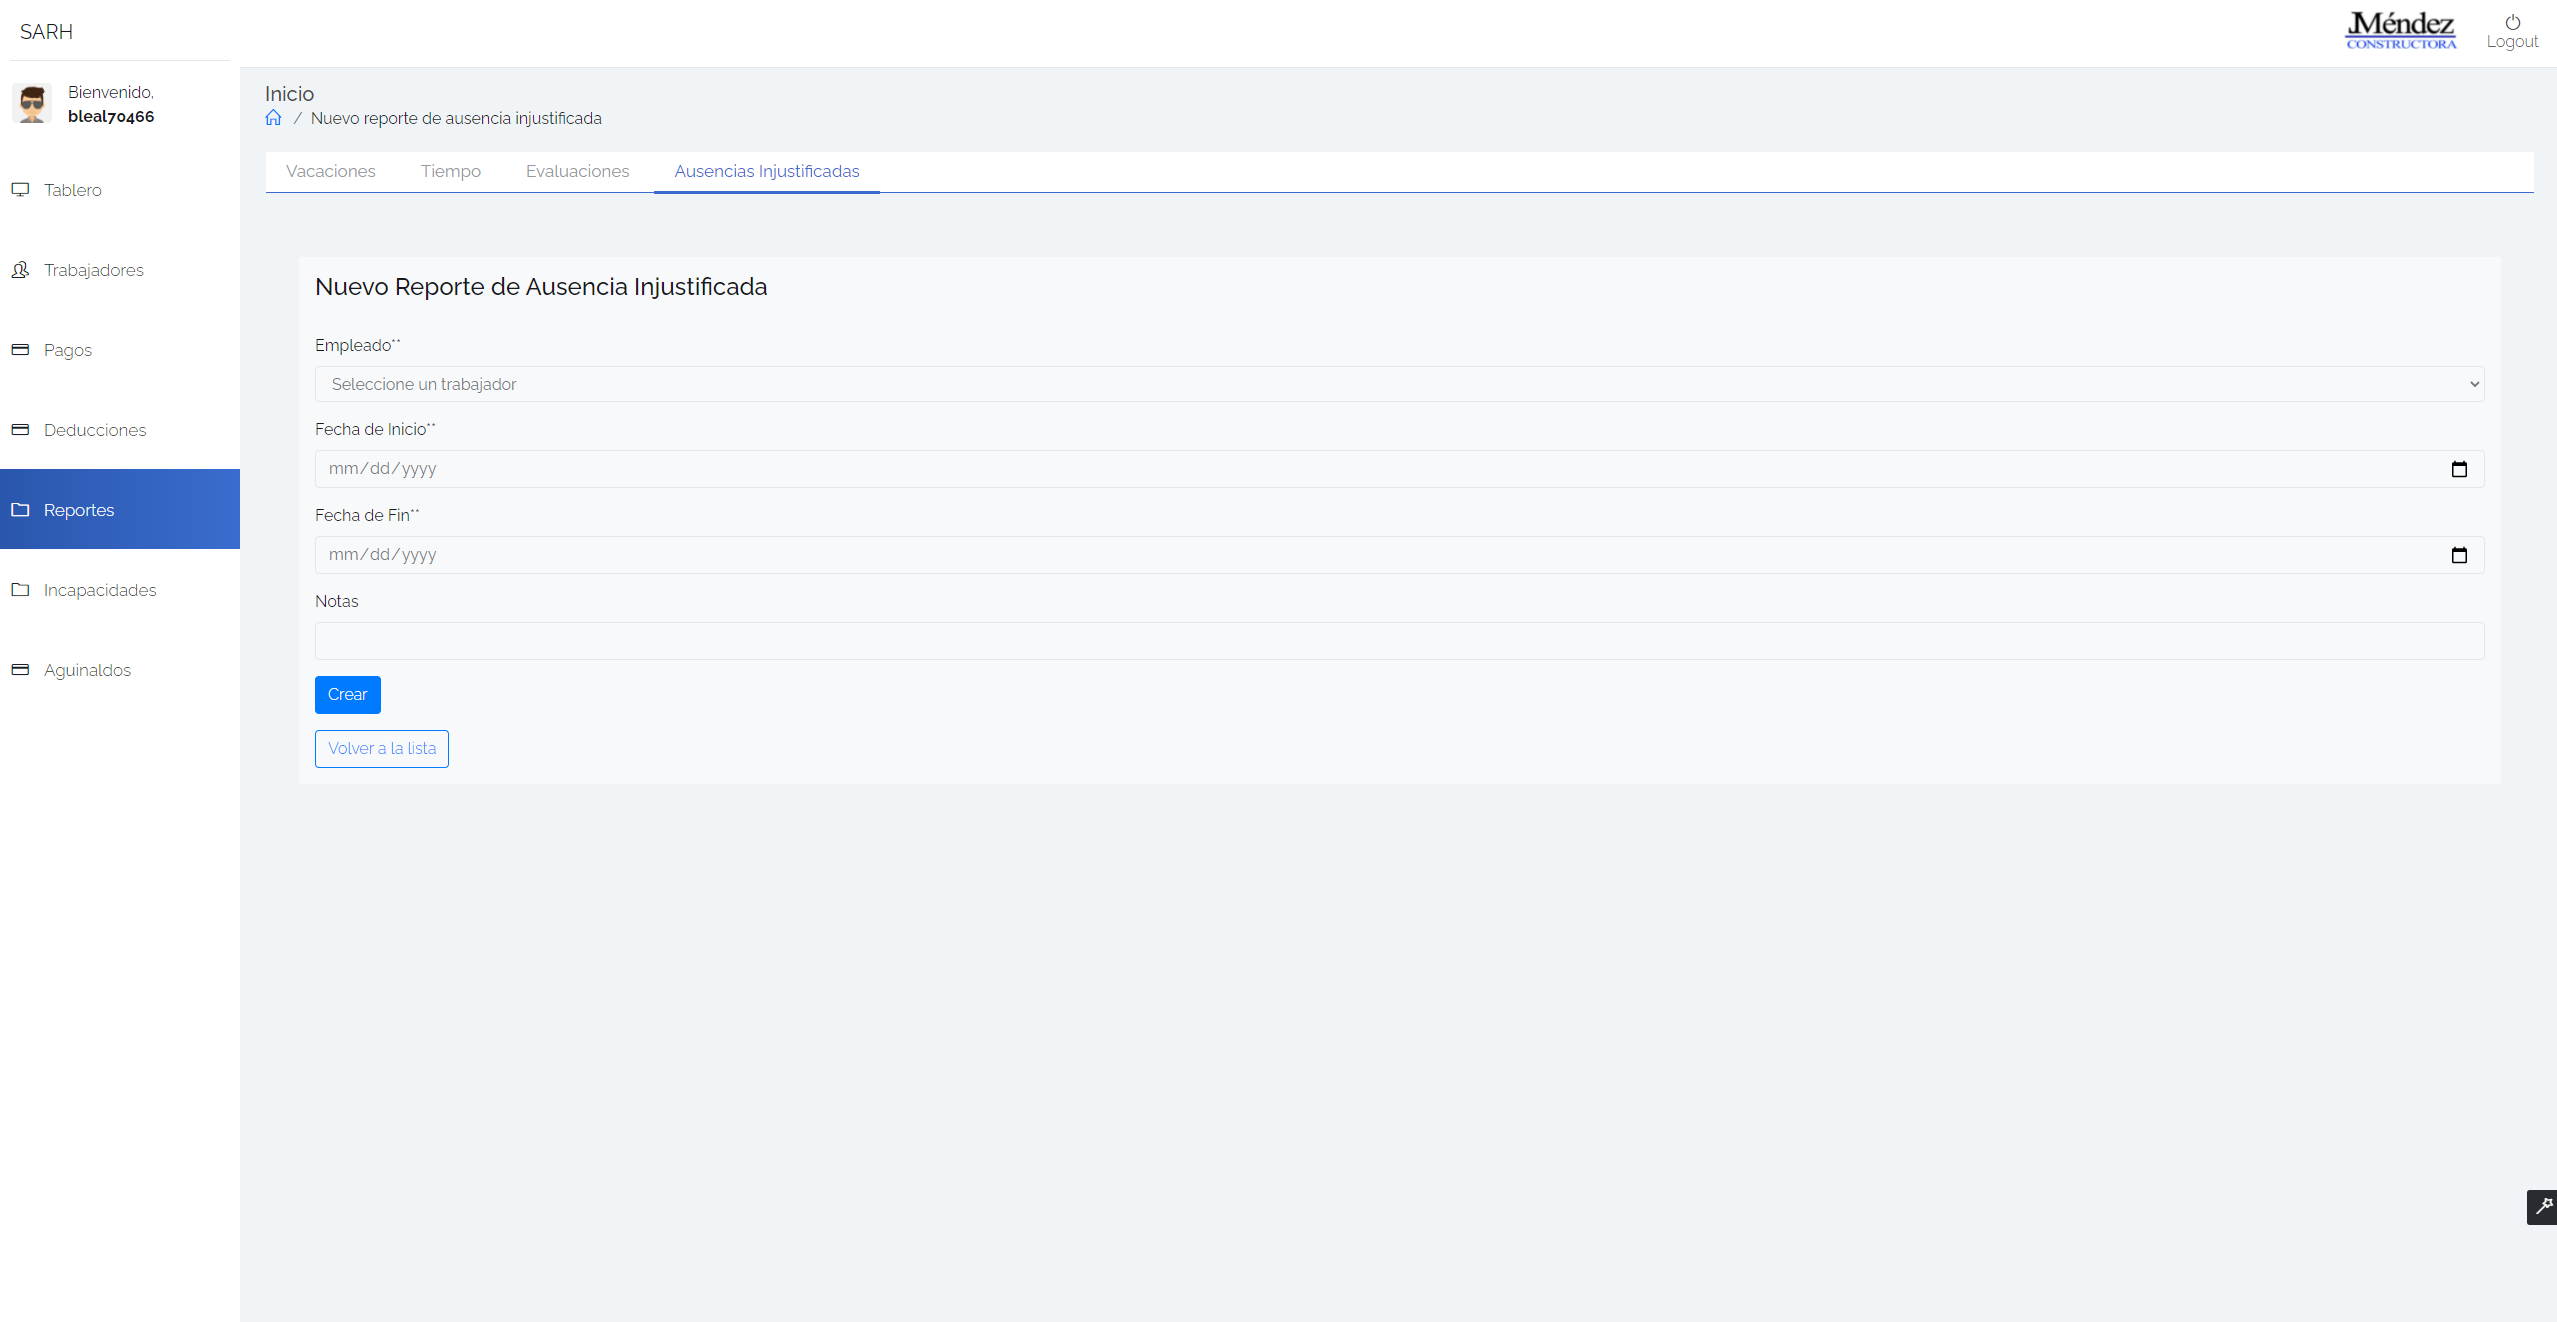 SARH
JMéndez
CONSTRUCTORA
Logout
Bienvenido,
bleal70466
Tablero
Trabajadores
Pagos
Deducciones
Reportes
Incapacidades
Aguinaldos
Inicio
/ Nuevo reporte de ausencia injustificada
Vacaciones Tiempo Evaluaciones Ausencias Injustificadas
Nuevo Reporte de Ausencia Injustificada
Empleado**
Seleccione un trabajador
Fecha de Inicio**
mm/dd/yyyy
Fecha de Fin**
mm/dd/yyyy
Notas
Crear
Volver a la lista